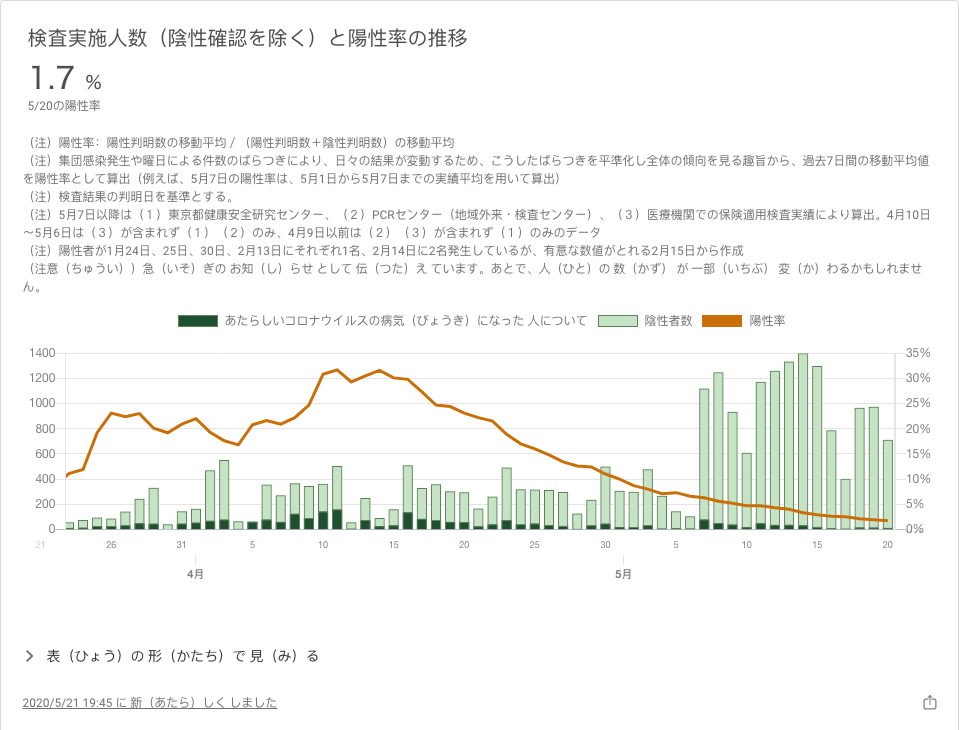 検査実施人数（陰性確認を除く）と陽性率の推移
1.7 %
5/20の陽性率
（注）陽性率：陽性判明数の移動平均 / （陽性判明数＋陰性判明数）の移動平均
（注）集団感染発生や曜日による件数のばらつきにより、日々の結果が変動するため、こうしたばらつきを平準化し全体の傾向を見る趣旨から、過去7日間の移動平均値
を陽性率として算出（例えば、5月7日の陽性率は、5月1日から5月7日までの実績平均を用いて算出）
（注）検査結果の判明日を基準とする。
（注）5月7日以降は（１）東京都健康安全研究センター、（２）PCRセンター（地域外来・検査センター）、（３）医療機関での保険適用検査実績により算出。4月10日
～5月6日は（３）が含まれず（１）（２）のみ、4月9日以前は（２）（３）が含まれず（１）のみのデータ
（注）陽性者が1月24日、25日、30日、2月13日にそれぞれ1名、2月14日に2名発生しているが、有意な数値がとれる2月15日から作成
（注意（ちゅうい））急（いそ）ぎの お知（し）らせ として 伝（つた）え ています。あとで、人（ひと）の 数（かず） が 一部（いちぶ） 変（か）わるかもしれませ
ん。
あたらしいコロナウイルスの病気（びょうき）になった 人について 陰性者数 陽性率
1400 35%
1200 30%
1000 25%
800 20%
600 15%
400 10%
200 5%
0 0%
21 26 31 5 10 15 20 25 30 5 10 15 20
4月 5月
表（ひょう）の 形（かたち）で 見（み）る
2020/5/21 19:45 に 新（あたら）しく しました